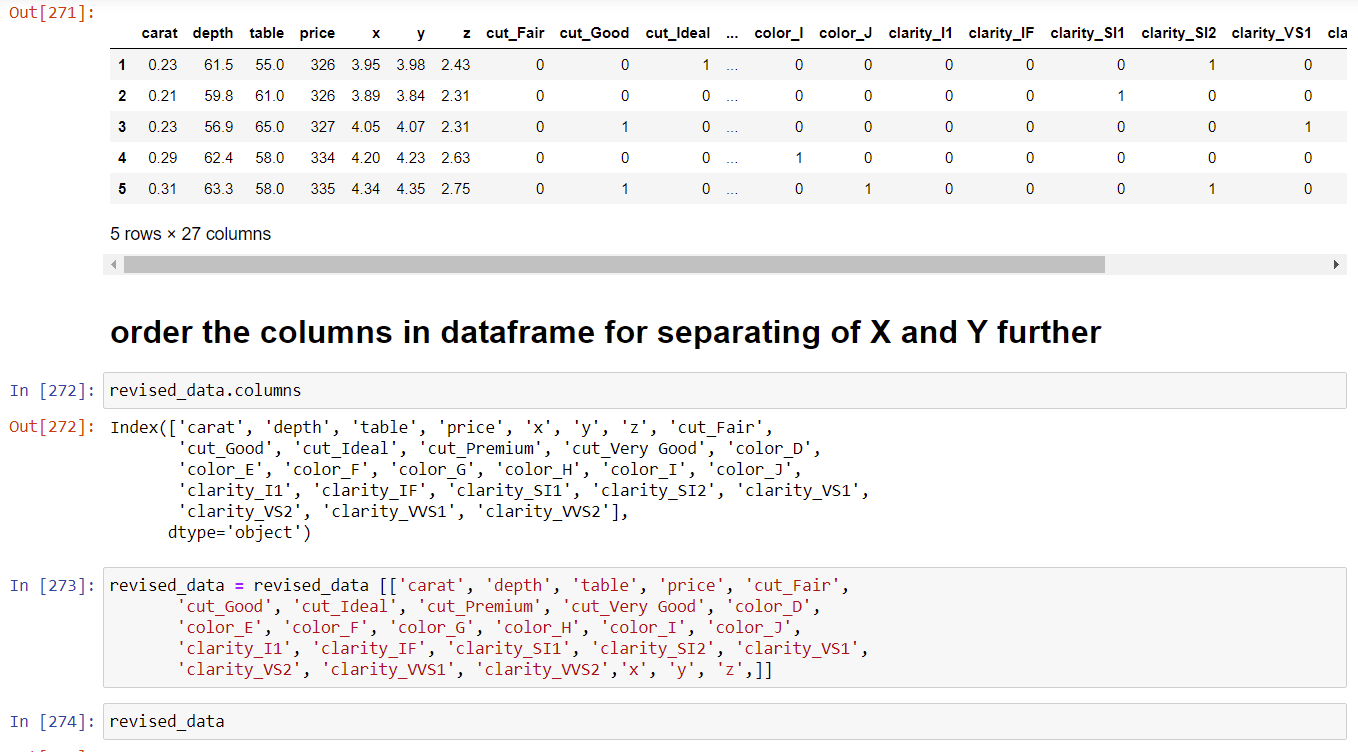 Out[271]:
carat depth table price x y z cut_Fair cut_Good cut_Ideal ... color_I color_J clarity_I1 clarity_IF clarity_SI1 clarity_SI2 clarity_VS1 cla
1 0.23 61.5 55.0 326 3.95 3.98 2.43 0 0 1 ... 0 0 0 0 0 1 0
2 0.21 59.8 61.0 326 3.89 3.84 2.31 0 0 0 ... 0 0 0 0 1 0 0
3 0.23 56.9 65.0 327 4.05 4.07 2.31 0 1 0 ... 0 0 0 0 0 0 1
4 0.29 62.4 58.0 334 4.20 4.23 2.63 0 0 0 ... 1 0 0 0 0 0 0
5 0.31 63.3 58.0 335 4.34 4.35 2.75 0 1 0 ... 0 1 0 0 0 1 0
5 rows × 27 columns
order the columns in dataframe for separating of X and Y further
In [272]: revised_data.columns
Out[272]: Index(['carat', 'depth', 'table', 'price', 'x', 'y', 'z', 'cut_Fair',
'cut_Good', 'cut_Ideal', 'cut_Premium', 'cut_Very Good', 'color_D',
'color_E', 'color_F', 'color_G', 'color_H', 'color_I', 'color_J',
'clarity_I1', 'clarity_IF', 'clarity_SI1', 'clarity_SI2', 'clarity_VS1',
'clarity_VS2', 'clarity_VVS1', 'clarity_VVS2'],
dtype='object')
In [273]: revised_data = revised_data [['carat', 'depth', 'table', 'price', 'cut_Fair',
'cut_Good', 'cut_Ideal', 'cut_Premium', 'cut_Very Good', 'color_D',
'color_E', 'color_F', 'color_G', 'color_H', 'color_I', 'color_J',
'clarity_I1', 'clarity_IF', 'clarity_SI1', 'clarity_SI2', 'clarity_VS1',
'clarity_VS2', 'clarity_VVS1', 'clarity_VVS2','x', 'y', 'z',]]
In [274]: revised_data